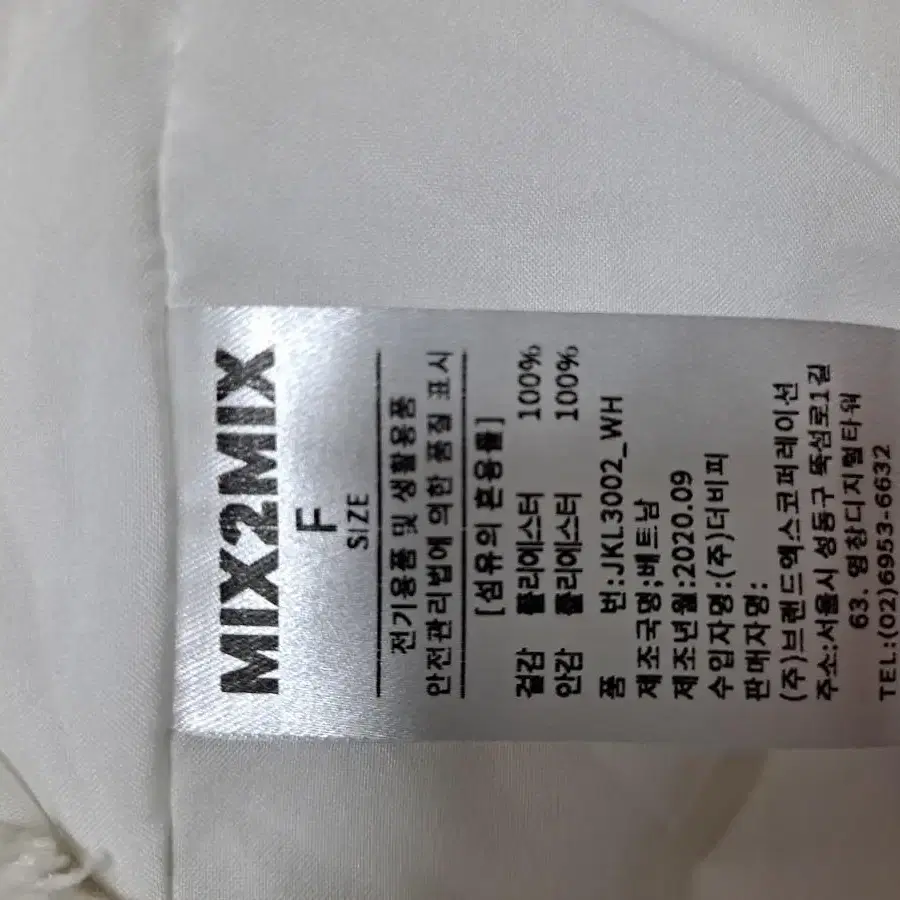 MIX2MIX
F
SIZE
전기용품 및 생활용품
안전관리법에 의한 품질 표시
[섬유의 혼용률]
겉감 폴리에스터 100%
안감 폴리에스터 100%
품 번:JKL3002_WH
제조국명:베트남
제조년월:2020.09
수입자명:(주)더비피
판매자명:
(주)브랜드엑스코퍼레이션
주소:서울시 성동구 뚝섬로1길
63. 영창디지털타워
TEL:(02)6953-6632